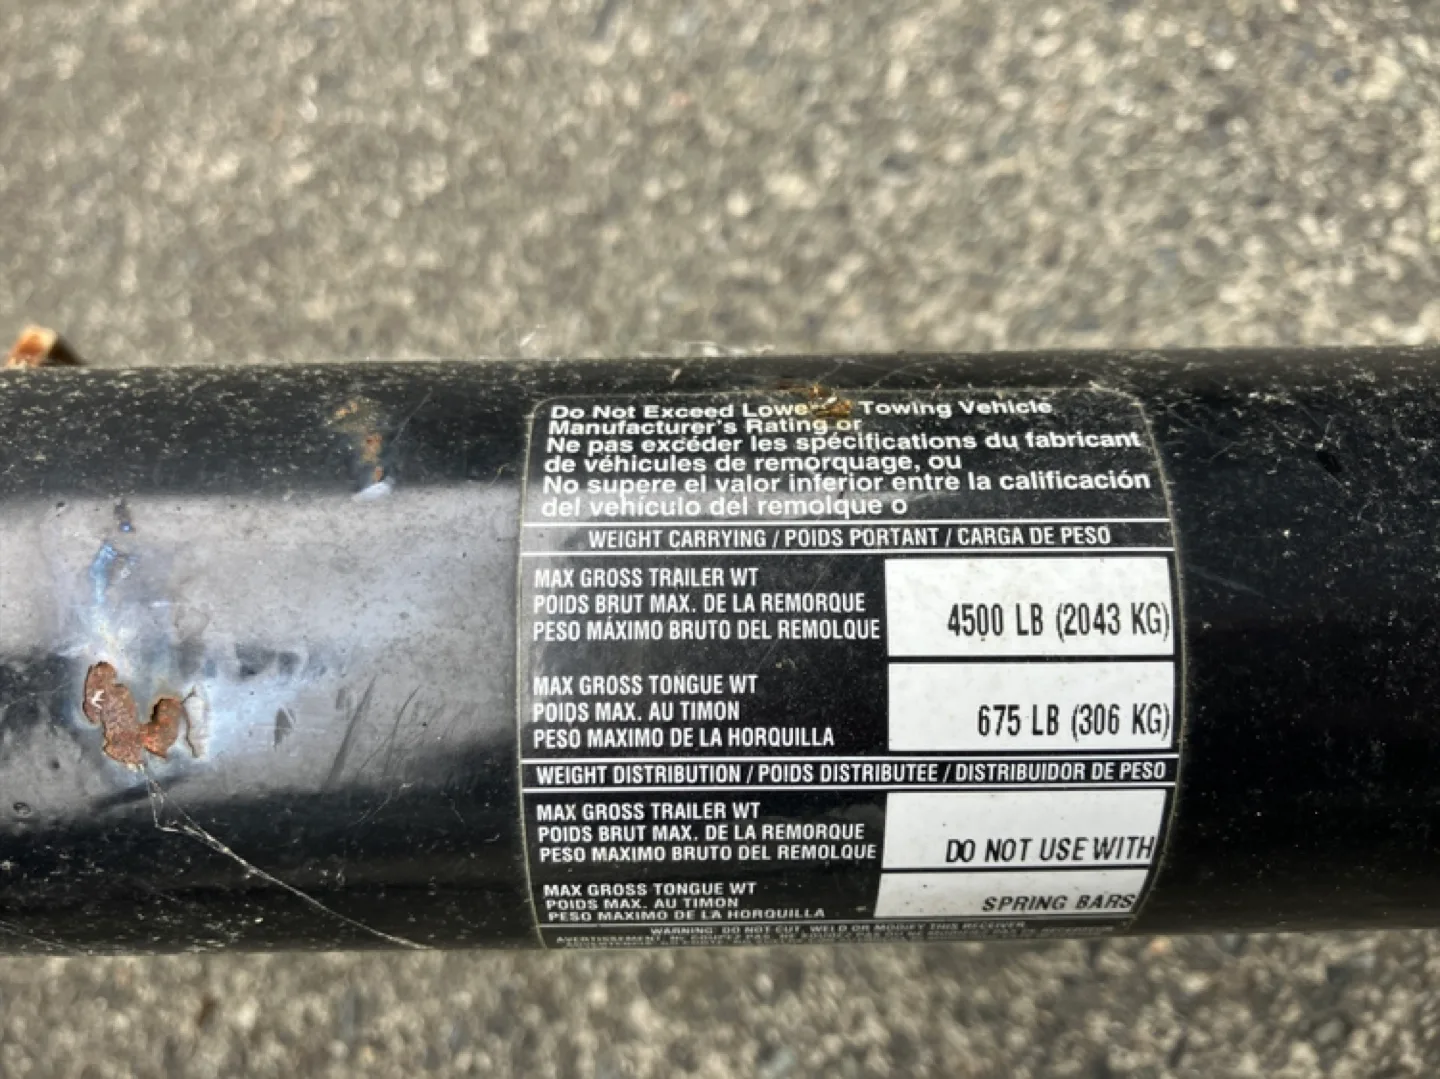 Do Not Exceed Lowe Towing Vehicle
Manufacturer's Rating or
Ne pas excéder les spécifications du fabricant
de véhicules de remorquage, ou
No supere el valor inferior entre la calificación
del vehículo del remolque o
WEIGHT CARRYING / POIDS PORTANT / CARGA DE PESO
MAX GROSS TRAILER WT
POIDS BRUT MAX. DE LA REMORQUE
PESO MÁXIMO BRUTO DEL REMOLQUE
4500 LB (2043 KG)
MAX GROSS TONGUE WT
POIDS MAX. AU TIMON
PESO MAXIMO DE LA HORQUILLA
675 LB (306 KG)
WEIGHT DISTRIBUTION / POIDS DISTRIBUTEE / DISTRIBUIDOR DE PESO
MAX GROSS TRAILER WT
POIDS BRUT MAX. DE LA REMORQUE
PESO MAXIMO BRUTO DEL REMOLQUE
DO NOT USE WITH
MAX GROSS TONGUE WT
POIDS MAX. AU TIMON
PESO MAXIMO DE LA HORQUILLA
SPRING BARS
WARNING: DO NOT CUT, WELD OR MODIFY THIS RECEIVER